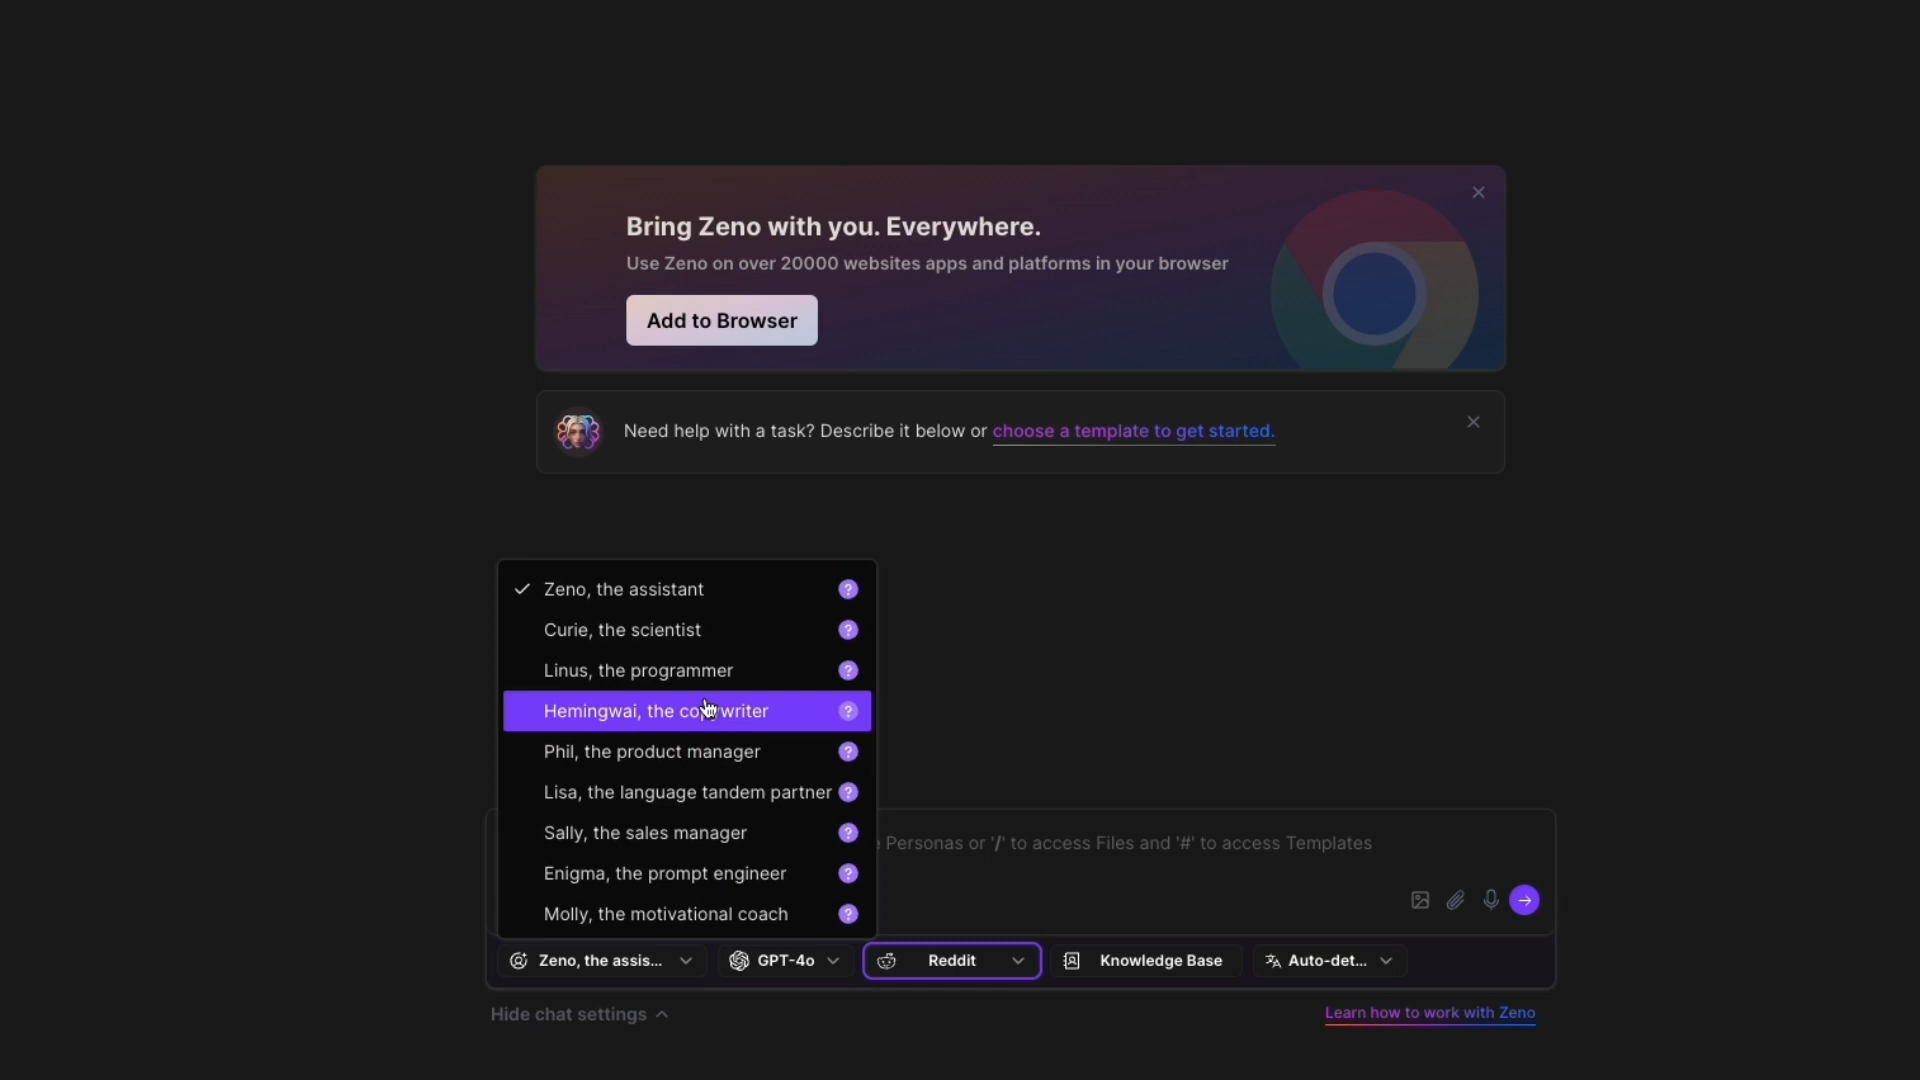 Bring Zeno with you. Everywhere.
Use Zeno on over 20000 websites apps and platforms in your browser
Add to Browser
Need help with a task? Describe it below or choose a template to get started.
Zeno, the assistant ?
Curie, the scientist ?
Linus, the programmer ?
Hemingwai, the copywriter ?
Phil, the product manager ?
Lisa, the language tandem partner ?
Sally, the sales manager ?
Enigma, the prompt engineer ?
Molly, the motivational coach ?
Personas or '/' to access Files and '#' to access Templates
Zeno, the assis... GPT-4o Reddit Knowledge Base Auto-det...
Hide chat settings
Learn how to work with Zeno